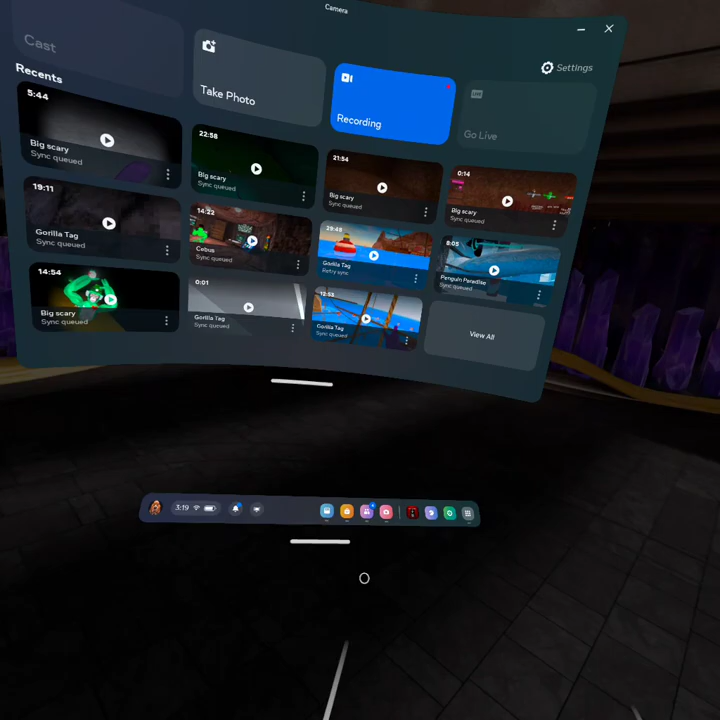 Camera
Cast
Take Photo
Recording
Settings
Go Live
Recents
5:44
Big scary
Sync queued
22:58
Big scary
Sync queued
21:54
Big scary
Sync queued
0:14
Big scary
Sync queued
19:11
Gorilla Tag
Sync queued
14:22
Cebus
Sync queued
29:49
Gorilla Tag
Retry sync
8:05
Penguin Paradise
Sync queued
14:54
Big scary
Sync queued
0:01
Gorilla Tag
Sync queued
12:53
Gorilla Tag
Sync queued
View All
3:19